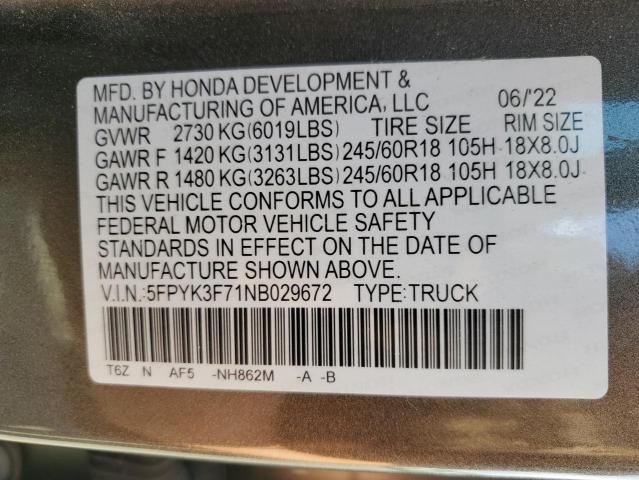 MFD. BY HONDA DEVELOPMENT &
MANUFACTURING OF AMERICA, LLC 06/'22
GVWR 2730 KG(6019LBS) TIRE SIZE RIM SIZE
GAWR F 1420 KG(3131LBS) 245/60R18 105H 18X8.0J
GAWR R 1480 KG(3263LBS) 245/60R18 105H 18X8.0J
THIS VEHICLE CONFORMS TO ALL APPLICABLE
FEDERAL MOTOR VEHICLE SAFETY
STANDARDS IN EFFECT ON THE DATE OF
MANUFACTURE SHOWN ABOVE.
V.I.N.:5FPYK3F71NB029672 TYPE:TRUCK
T6Z N AF5 -NH862M -A -B